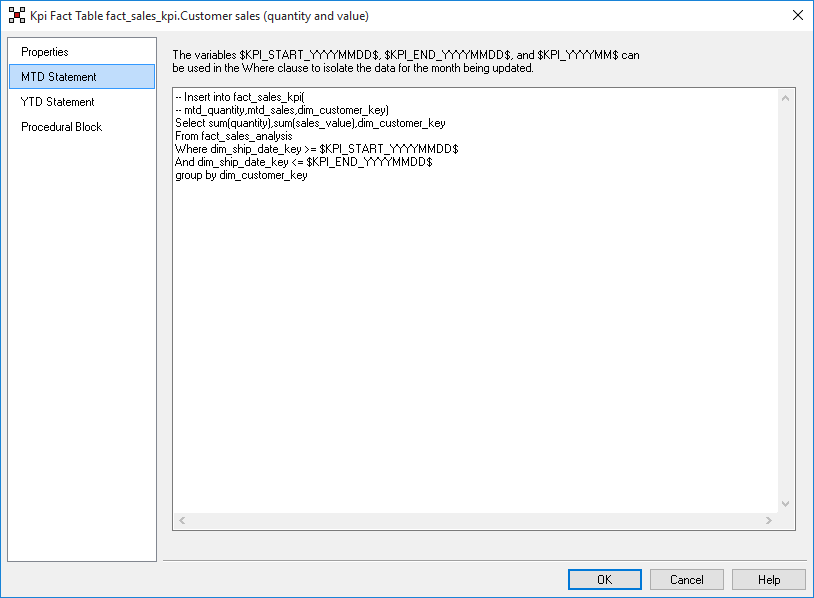 Kpi Fact Table fact_sales_kpi.Customer sales (quantity and value)
Properties
MTD Statement
YTD Statement
Procedural Block
The variables $KPI_START_YYYYMMDD$, $KPI_END_YYYYMMDD$, and $KPI_YYYYMM$ can
be used in the Where clause to isolate the data for the month being updated.
-- Insert into fact_sales_kpi(
-- mtd_quantity,mtd_sales,dim_customer_key)
Select sum(quantity),sum(sales_value),dim_customer_key
From fact_sales_analysis
Where dim_ship_date_key >= $KPI_START_YYYYMMDD$
And dim_ship_date_key <= $KPI_END_YYYYMMDD$
group by dim_customer_key
OK
Cancel
Help